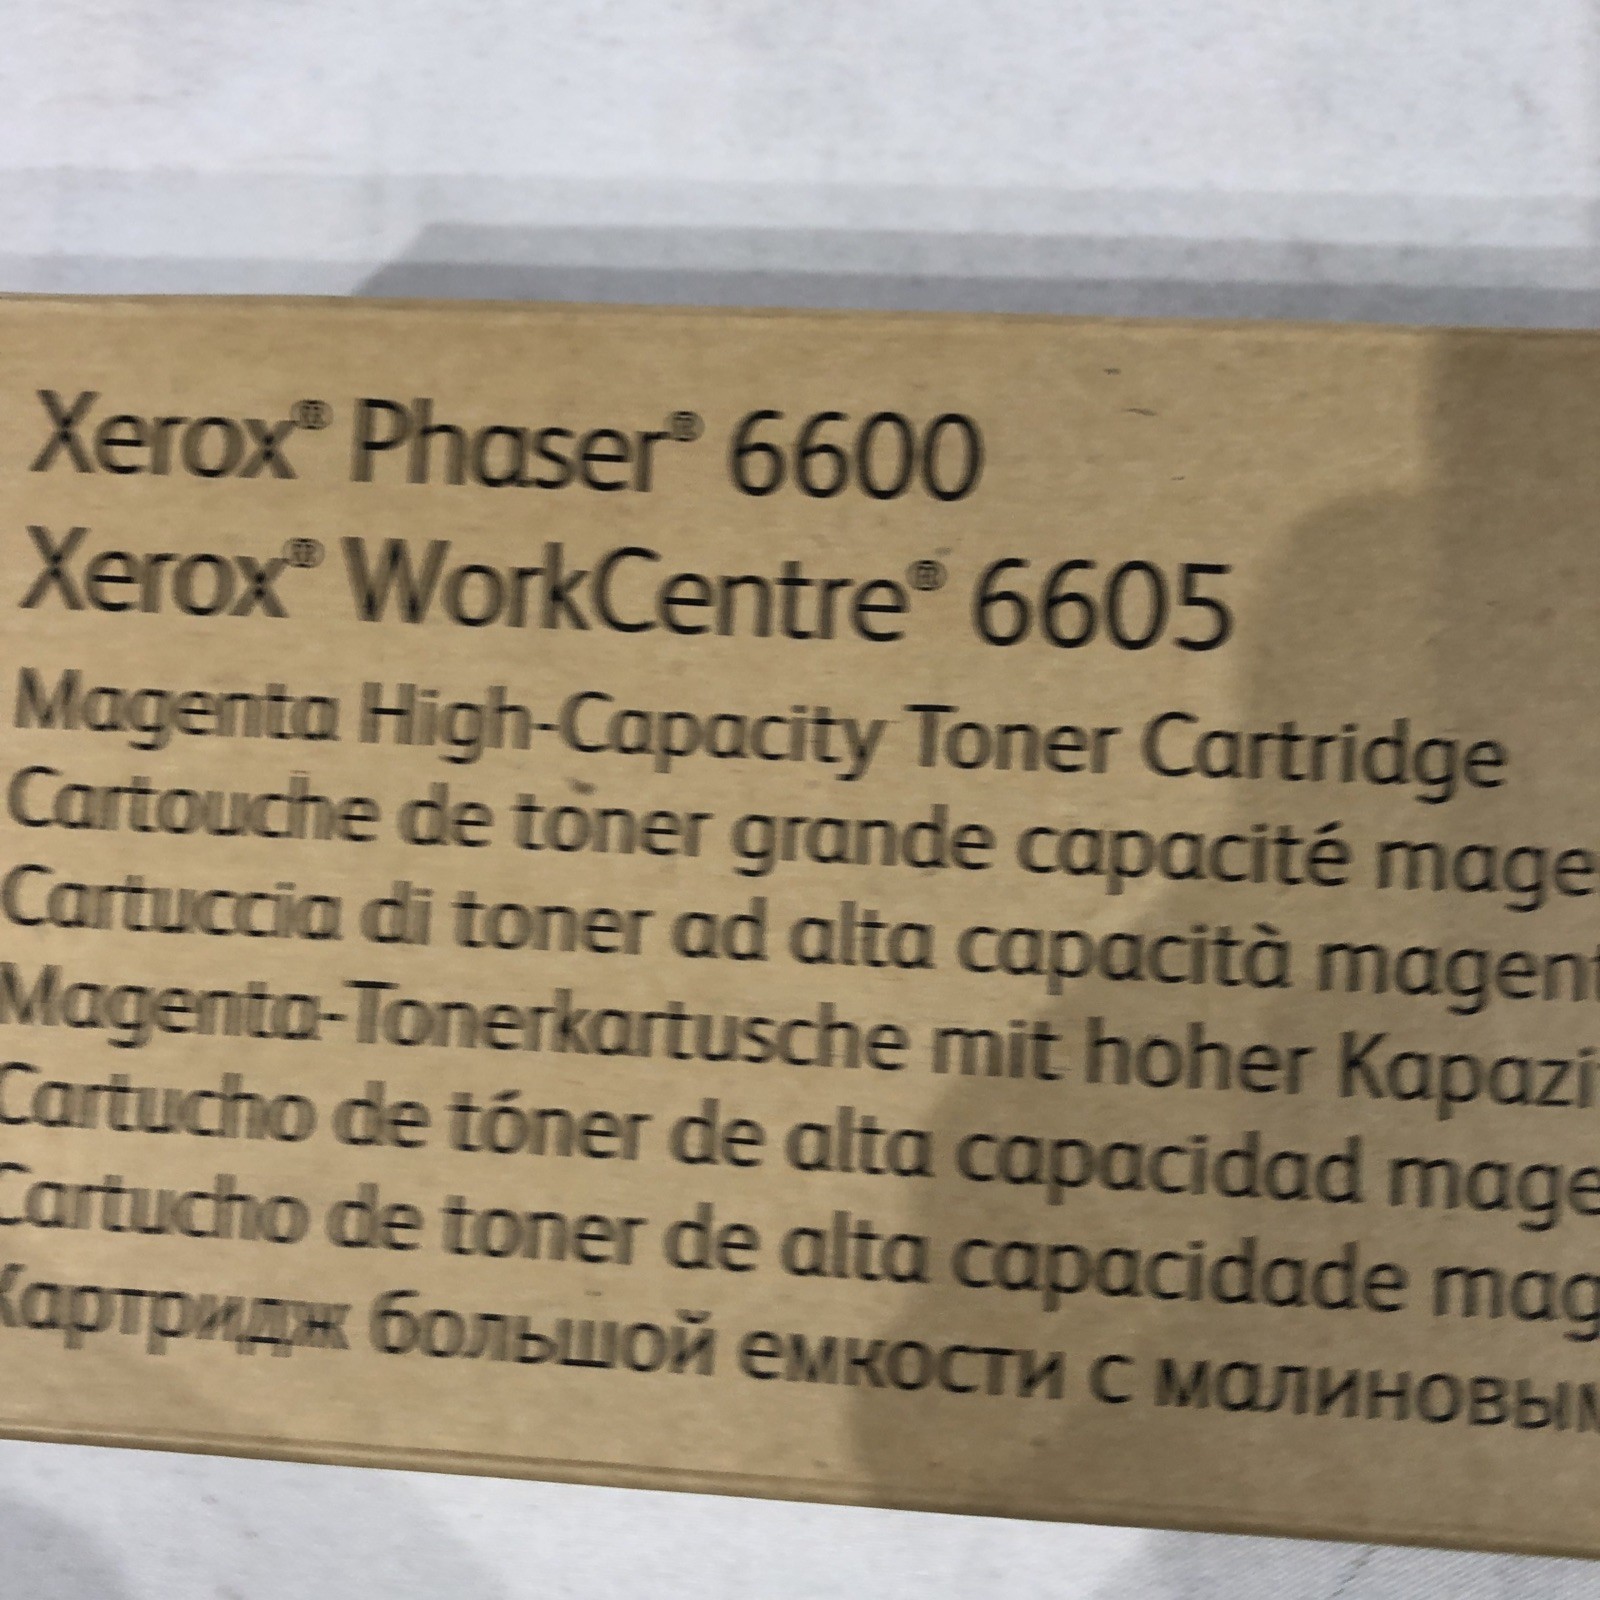 Xerox® Phaser® 6600
Xerox® WorkCentre® 6605
Magenta High-Capacity Toner Cartridge
Cartouche de toner grande capacité mage
Cartuccia di toner ad alta capacità magent
Magenta-Tonerkartusche mit hoher Kapazi
Cartucho de tóner de alta capacidad mage
Cartucho de toner de alta capacidade mag
Картридж большой емкости с малиновым